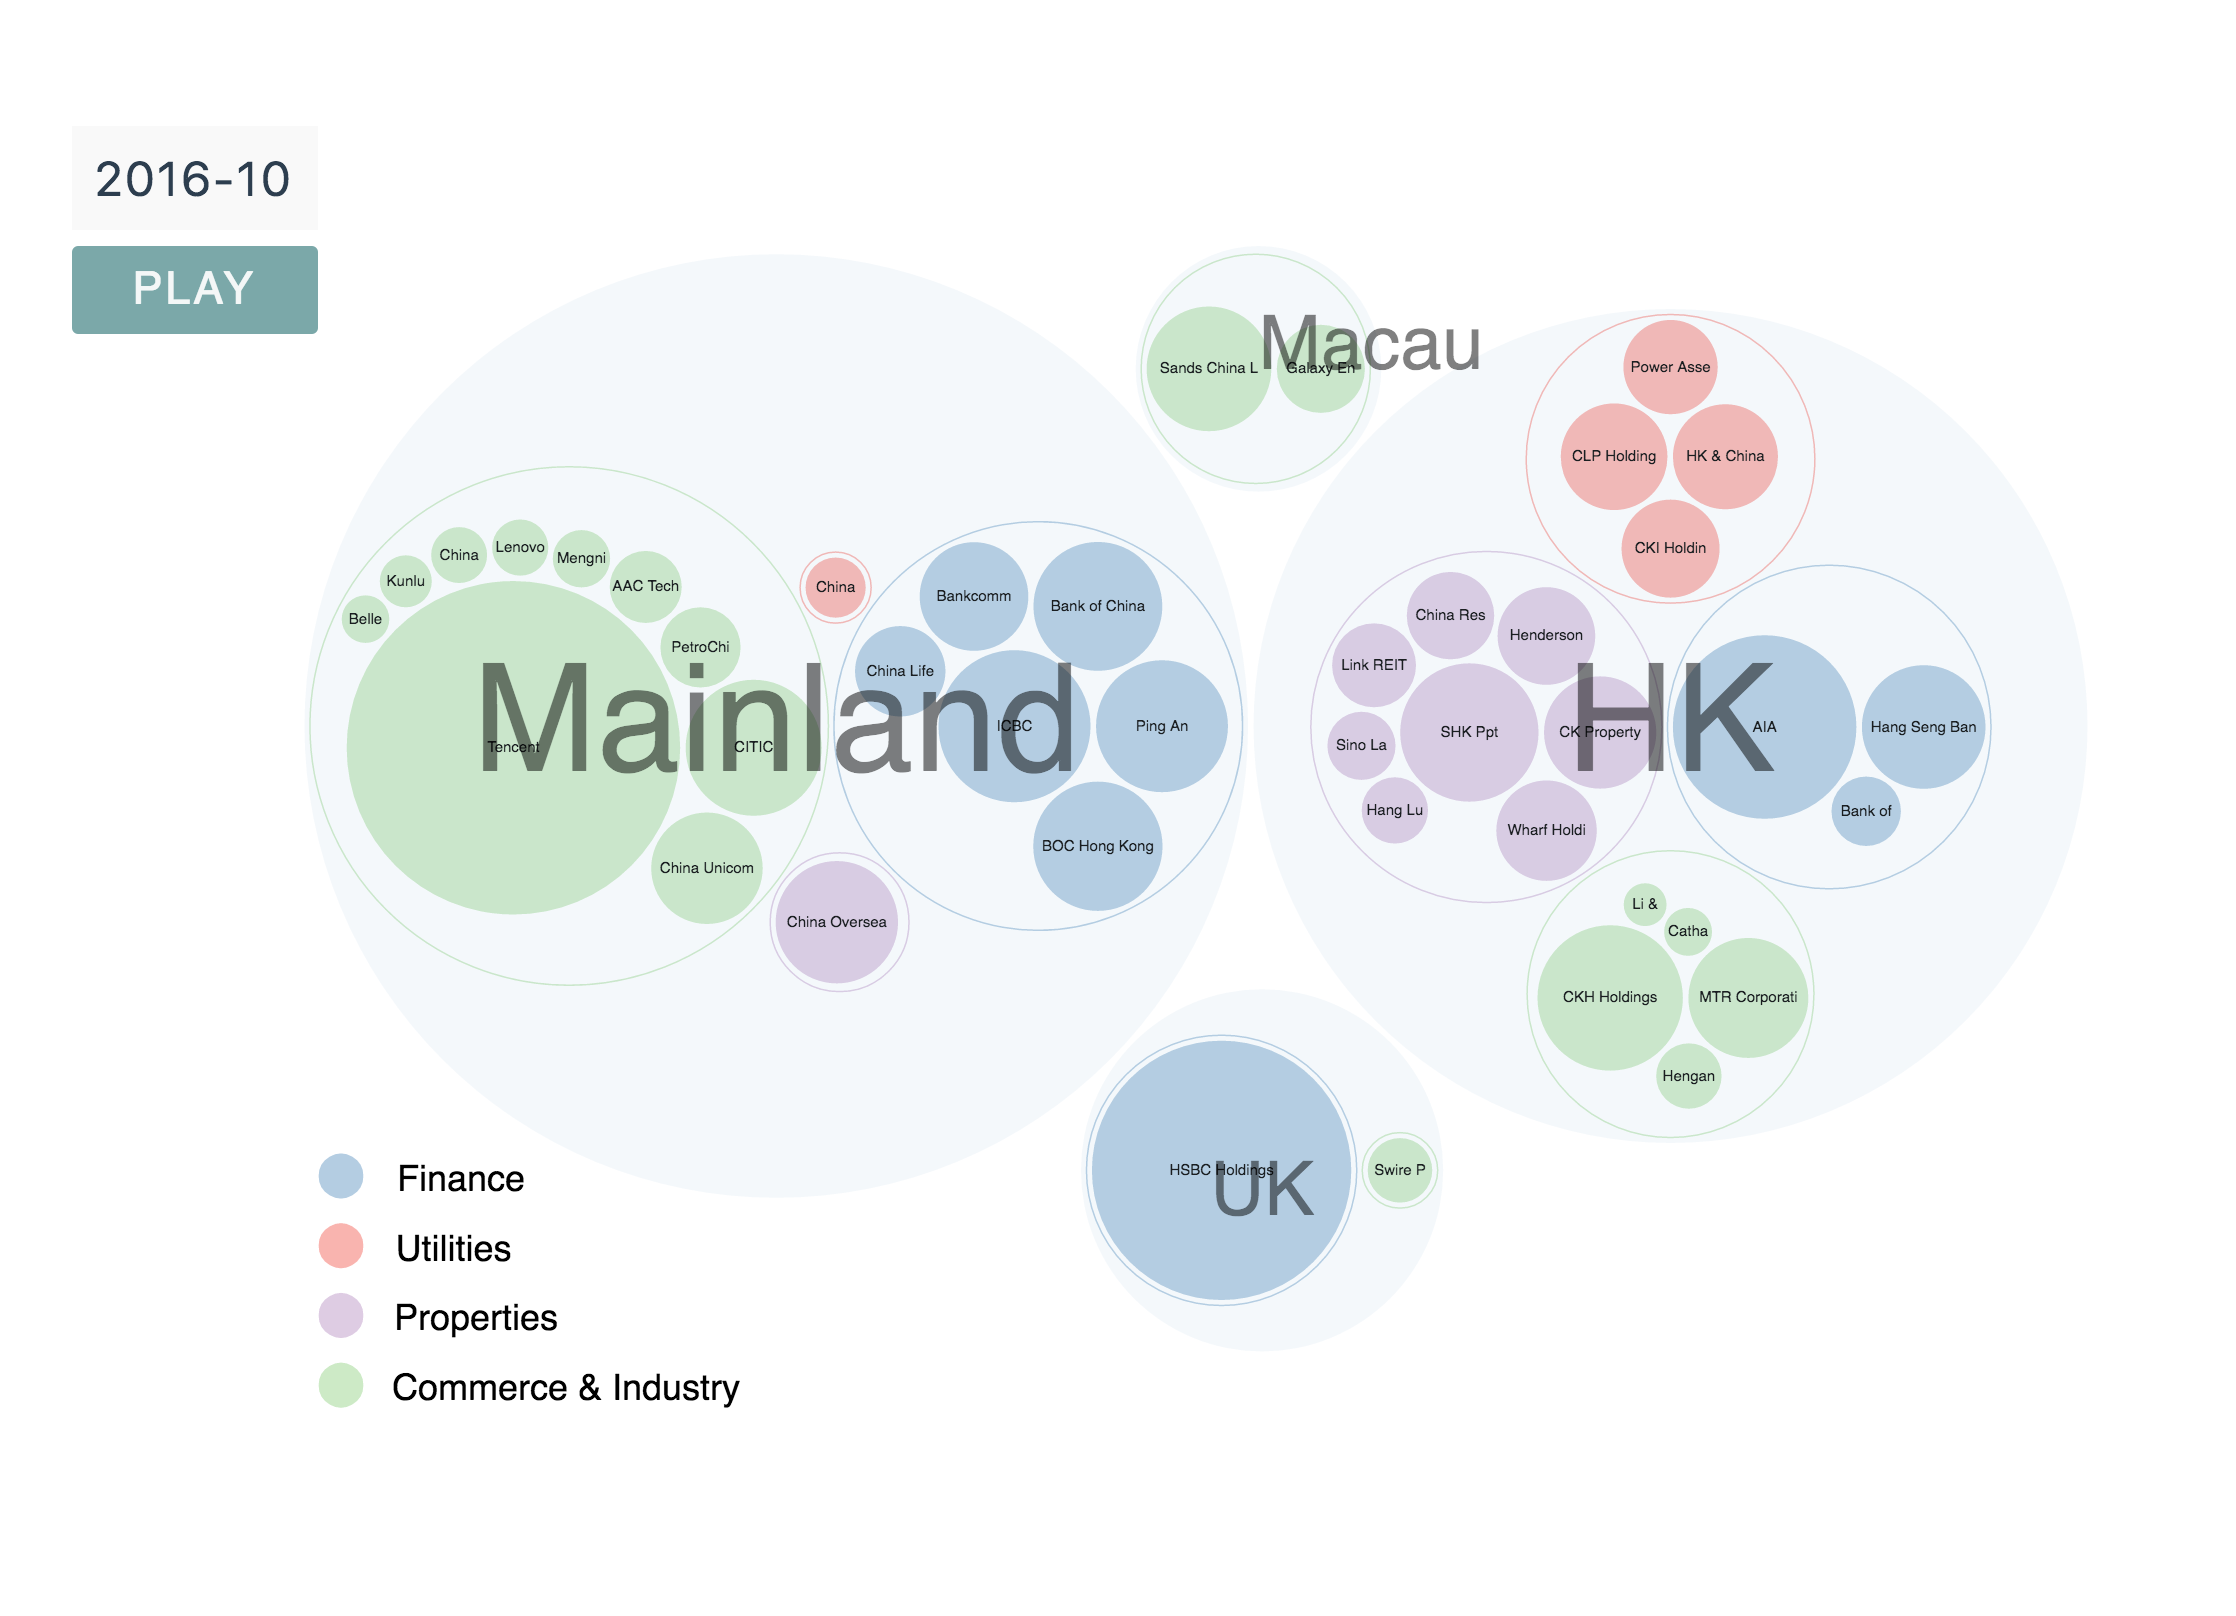 2016-10
PLAY
Macau
Sands China L
Galaxy En
Power Asse
CLP Holding
HK & China
CKI Holdin
Mainland
Belle
Kunlu
China
Lenovo
Mengni
AAC Tech
PetroChi
Tencent
CITIC
China Unicom
China
China Oversea
Bankcomm
Bank of China
China Life
ICBC
Ping An
BOC Hong Kong
HK
China Res
Henderson
Link REIT
SHK Ppt
CK Property
Sino La
Hang Lu
Wharf Holdi
AIA
Hang Seng Ban
Bank of
Li &
Catha
CKH Holdings
MTR Corporati
Hengan
HSBC Holdings
UK
Swire P
Finance
Utilities
Properties
Commerce & Industry